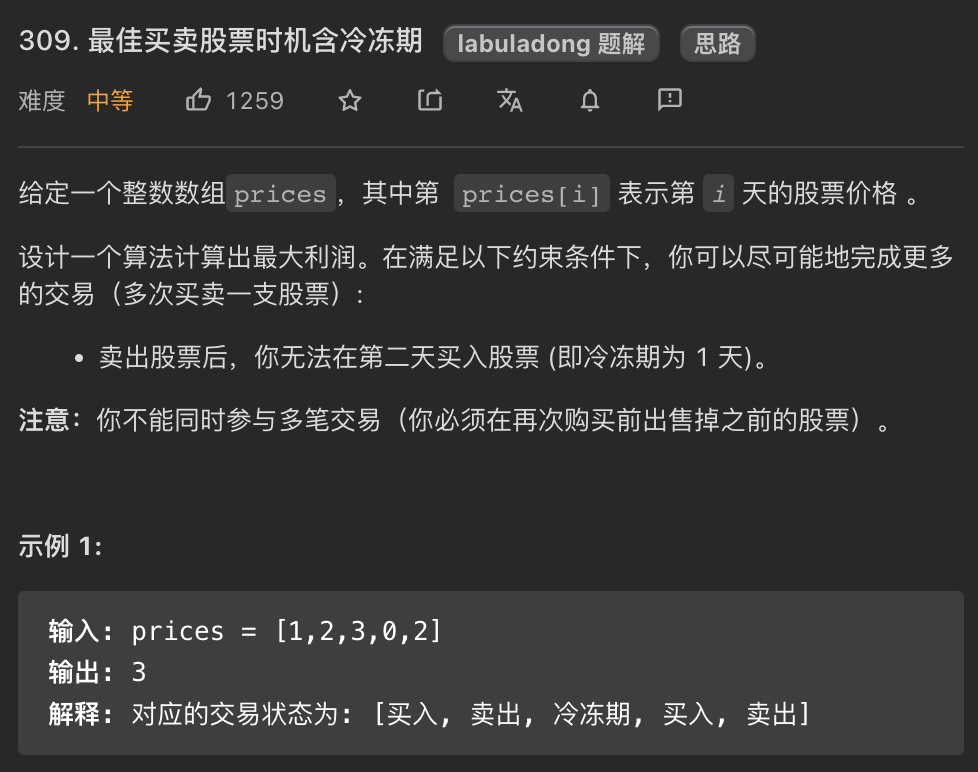 309. 最佳买卖股票时机含冷冻期 labuladong 题解 思路
难度 中等 1259
给定一个整数数组prices，其中第 prices[i] 表示第 i 天的股票价格 。
设计一个算法计算出最大利润。在满足以下约束条件下，你可以尽可能地完成更多
的交易（多次买卖一支股票）:
• 卖出股票后，你无法在第二天买入股票 (即冷冻期为 1 天)。
注意：你不能同时参与多笔交易（你必须在再次购买前出售掉之前的股票）。
示例 1:
输入: prices = [1,2,3,0,2]
输出: 3
解释: 对应的交易状态为: [买入, 卖出, 冷冻期, 买入, 卖出]